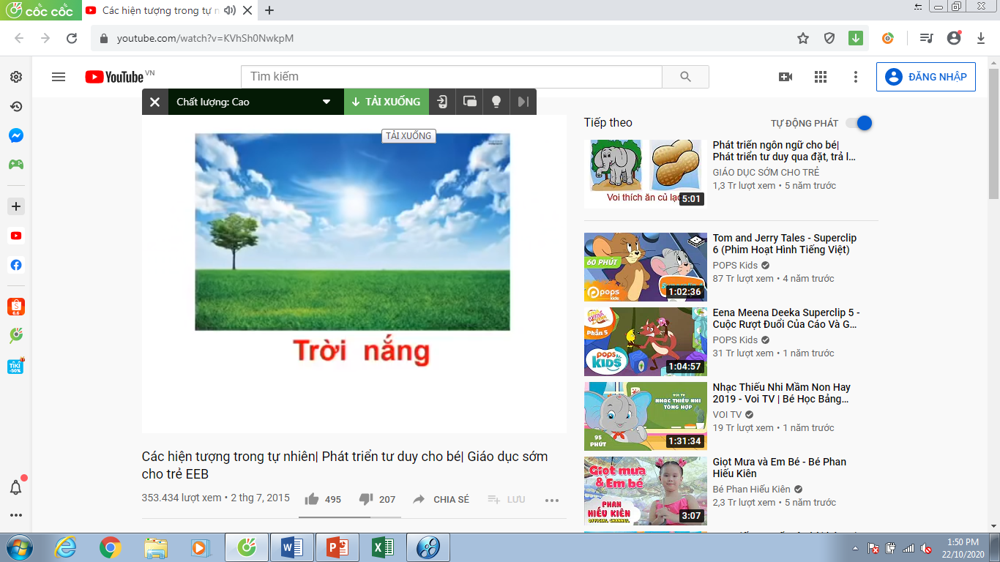 cốc cốc
Các hiện tượng trong tự n
youtube.com/watch?v=KVhSh0NwkpM
YouTube VN
Tìm kiếm
ĐĂNG NHẬP
Chất lượng: Cao
TẢI XUỐNG
TẢI XUỐNG
Trời nắng
Các hiện tượng trong tự nhiên| Phát triển tư duy cho bé| Giáo dục sớm
cho trẻ EEB
353.434 lượt xem • 2 thg 7, 2015
495
207
CHIA SẺ
LƯU
Tiếp theo
TỰ ĐỘNG PHÁT
Voi thích ăn củ lạc
5:01
Phát triển ngôn ngữ cho bé|
Phát triển tư duy qua đặt, trả l...
GIÁO DỤC SỚM CHO TRẺ
1,3 Tr lượt xem • 5 năm trước
60 PHÚT
pops
kids
1:02:36
Tom and Jerry Tales - Superclip
6 (Phim Hoạt Hình Tiếng Việt)
POPS Kids
87 Tr lượt xem • 4 năm trước
Phần 5
pops
KIDS
1:04:57
Eena Meena Deeka Superclip 5 -
Cuộc Rượt Đuổi Của Cáo Và G...
POPS Kids
31 Tr lượt xem • 1 năm trước
VOI TV
NHẠC THIẾU NHI
TỔNG HỢP
95
PHÚT
1:31:34
Nhạc Thiếu Nhi Mầm Non Hay
2019 - Voi TV | Bé Học Bảng...
VOI TV
19 Tr lượt xem • 1 năm trước
Giọt mưa
& Em bé
PHAN
HIẾU KIÊN
OFFICIAL CHANNEL
3:07
Giọt Mưa và Em Bé - Bé Phan
Hiếu Kiên
Bé Phan Hiếu Kiên
2,3 Tr lượt xem • 5 năm trước
6.6
TIKI
-50%
1:50 PM
22/10/2020